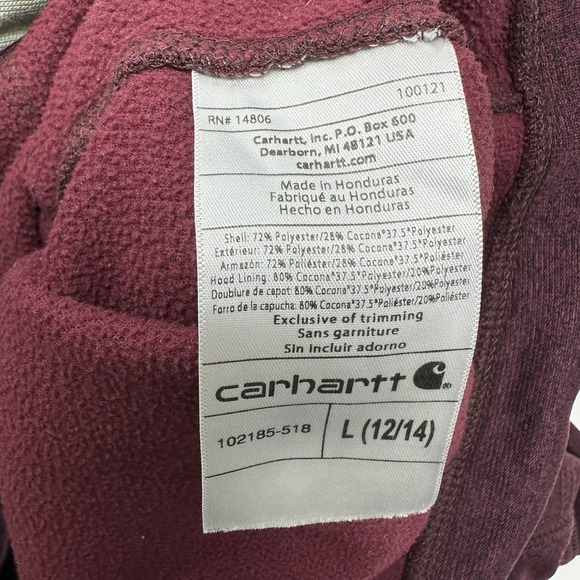 RN# 14806 100121
Carhartt, Inc. P.O. Box 600
Dearborn, MI 48121 USA
carhartt.com
Made in Honduras
Fabriqué au Honduras
Hecho en Honduras
Shell: 72% Polyester/28% Cocona®37.5®Polyester
Extérieur: 72% Polyester/28% Cocona®37.5®Polyester
Armazón: 72% Poliéster/28% Cocona®37.5®Poliéster
Hood Lining: 80% Cocona®37.5®Polyester/20%Polyester
Doublure de capot: 80% Cocona®37.5®Polyester/20%Polyester
Forro de la capucha: 80% Cocona®37.5®Poliéster/20%Poliéster
Exclusive of trimming
Sans garniture
Sin incluir adorno
carhartt ®
102185-518 L (12/14)